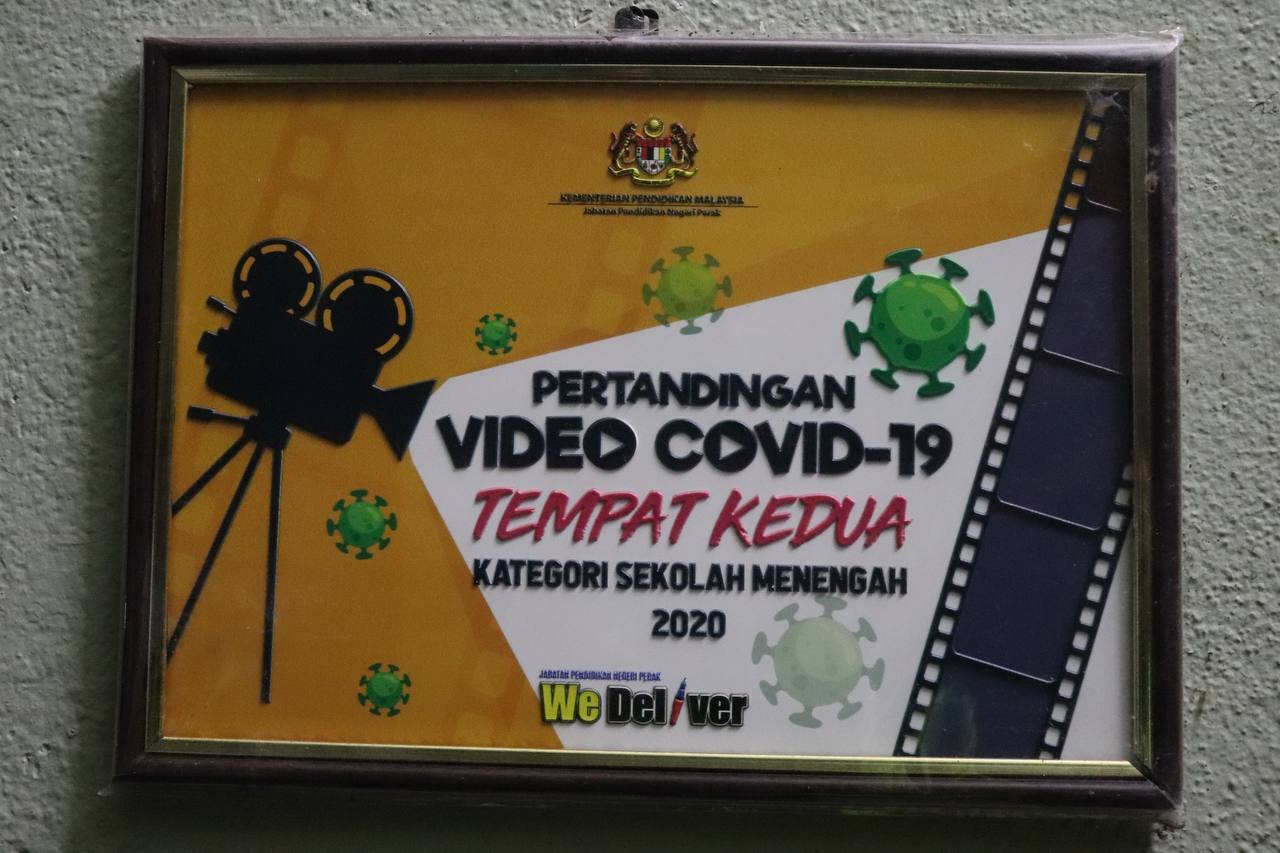 KEMENTERIAN PENDIDIKAN MALAYSIA
Jabatan Pendidikan Negeri Perak
PERTANDINGAN
VIDEO COVID-19
TEMPAT KEDUA
KATEGORI SEKOLAH MENENGAH
2020
JABATAN PENDIDIKAN NEGERI PERAK
We Deliver